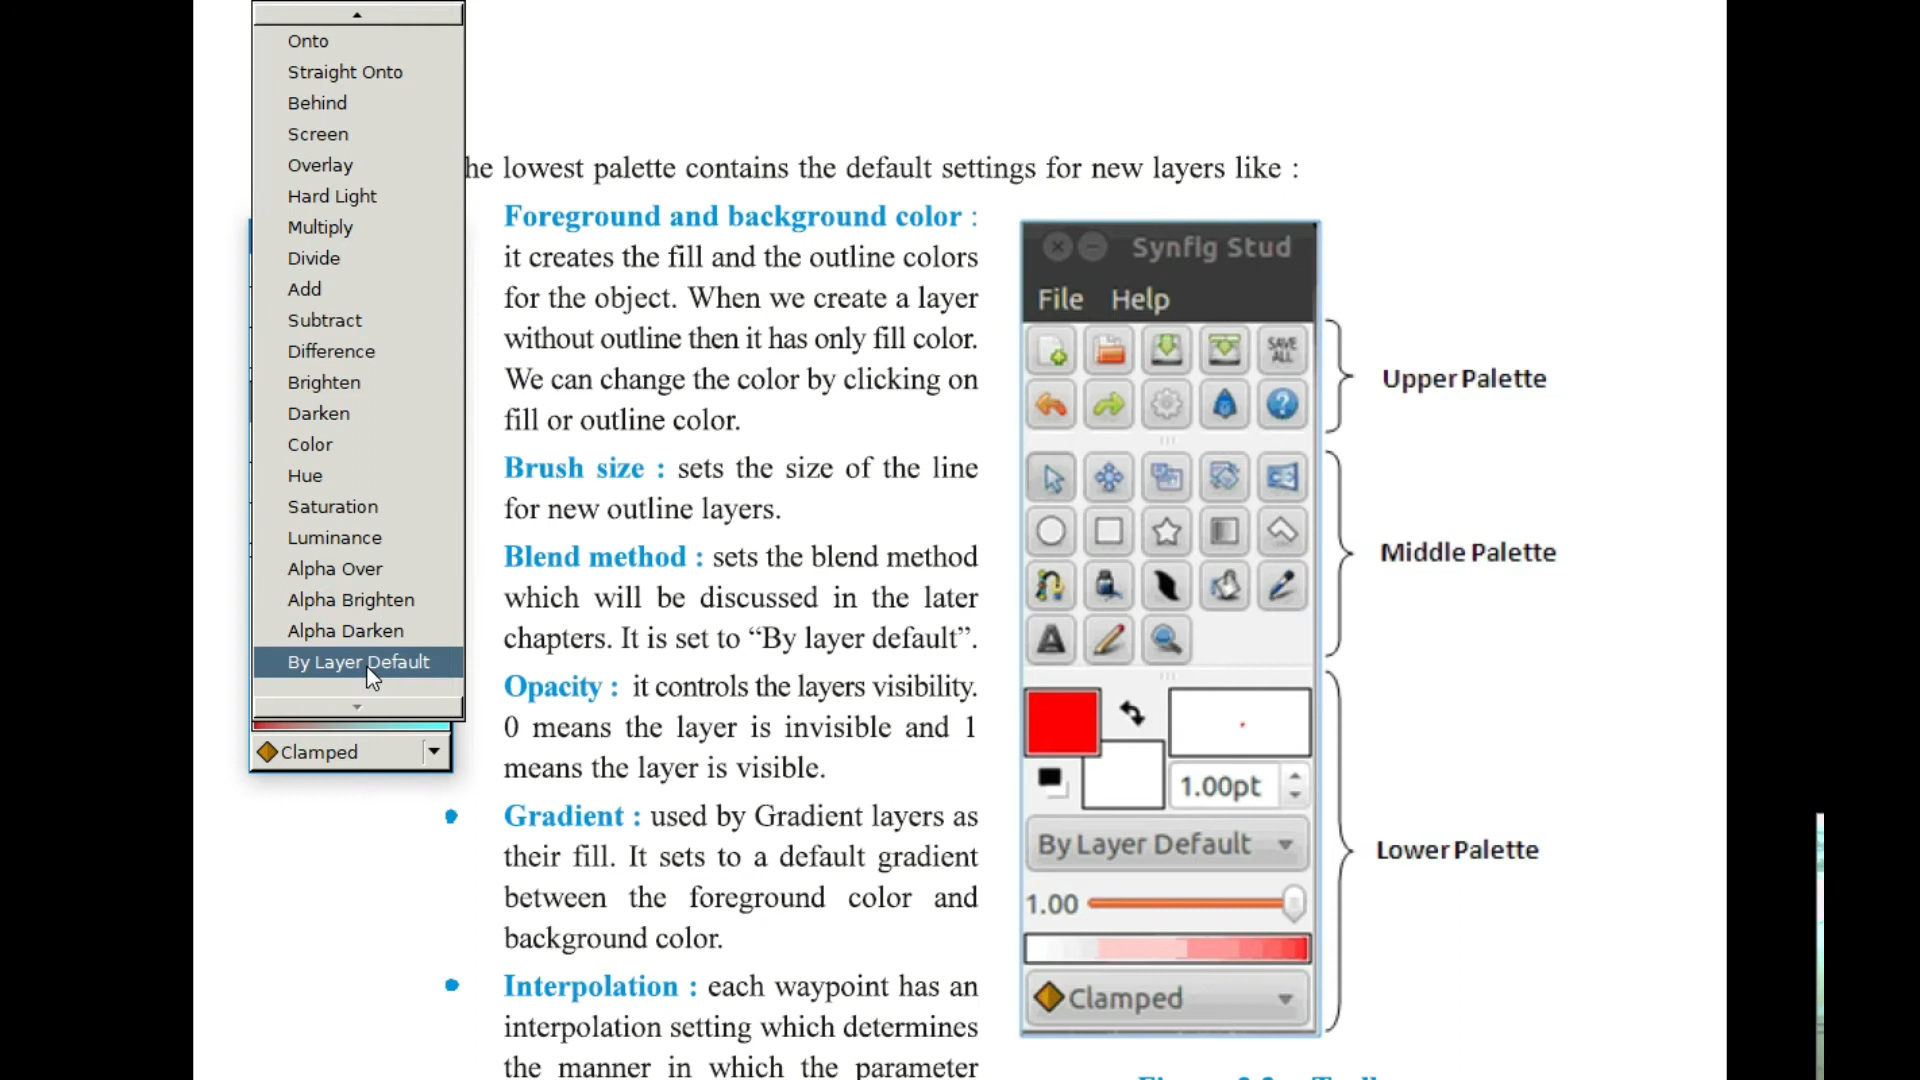 Onto
Straight Onto
Behind
Screen
Overlay
Hard Light
Multiply
Divide
Add
Subtract
Difference
Brighten
Darken
Color
Hue
Saturation
Luminance
Alpha Over
Alpha Brighten
Alpha Darken
By Layer Default
Clamped
he lowest palette contains the default settings for new layers like :
Foreground and background color :
it creates the fill and the outline colors
for the object. When we create a layer
without outline then it has only fill color.
We can change the color by clicking on
fill or outline color.
Brush size : sets the size of the line
for new outline layers.
Blend method : sets the blend method
which will be discussed in the later
chapters. It is set to “By layer default”.
Opacity : it controls the layers visibility.
0 means the layer is invisible and 1
means the layer is visible.
Gradient : used by Gradient layers as
their fill. It sets to a default gradient
between the foreground color and
background color.
Interpolation : each waypoint has an
interpolation setting which determines
the manner in which the parameter
Synfig Stud
File Help
SAVE
ALL
1.00pt
By Layer Default
1.00
Clamped
Upper Palette
Middle Palette
Lower Palette